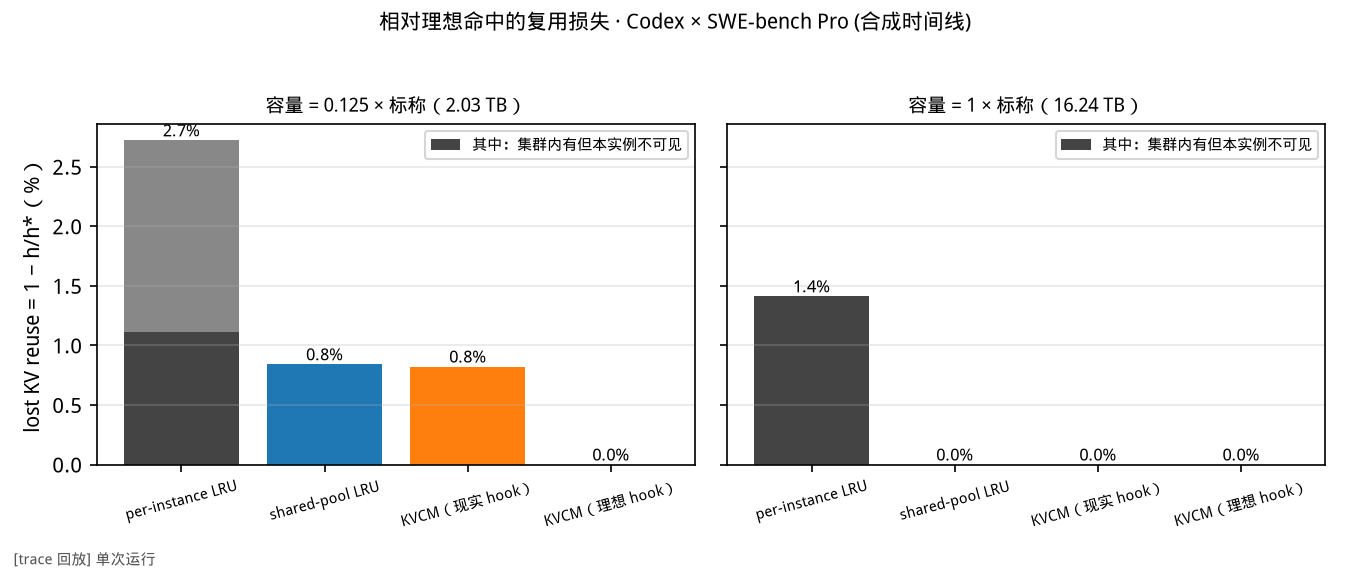 相对理想命中的复用损失 · Codex × SWE-bench Pro (合成时间线)
容量 = 0.125 × 标称（2.03 TB）
lost KV reuse = 1 − h/h*（%）
2.5
2.0
1.5
1.0
0.5
0.0
其中：集群内有但本实例不可见
2.7%
0.8%
0.8%
0.0%
per-instance LRU
shared-pool LRU
KVCM（现实 hook）
KVCM（理想 hook）
容量 = 1 × 标称（16.24 TB）
其中：集群内有但本实例不可见
1.4%
0.0%
0.0%
0.0%
per-instance LRU
shared-pool LRU
KVCM（现实 hook）
KVCM（理想 hook）
[trace 回放] 单次运行